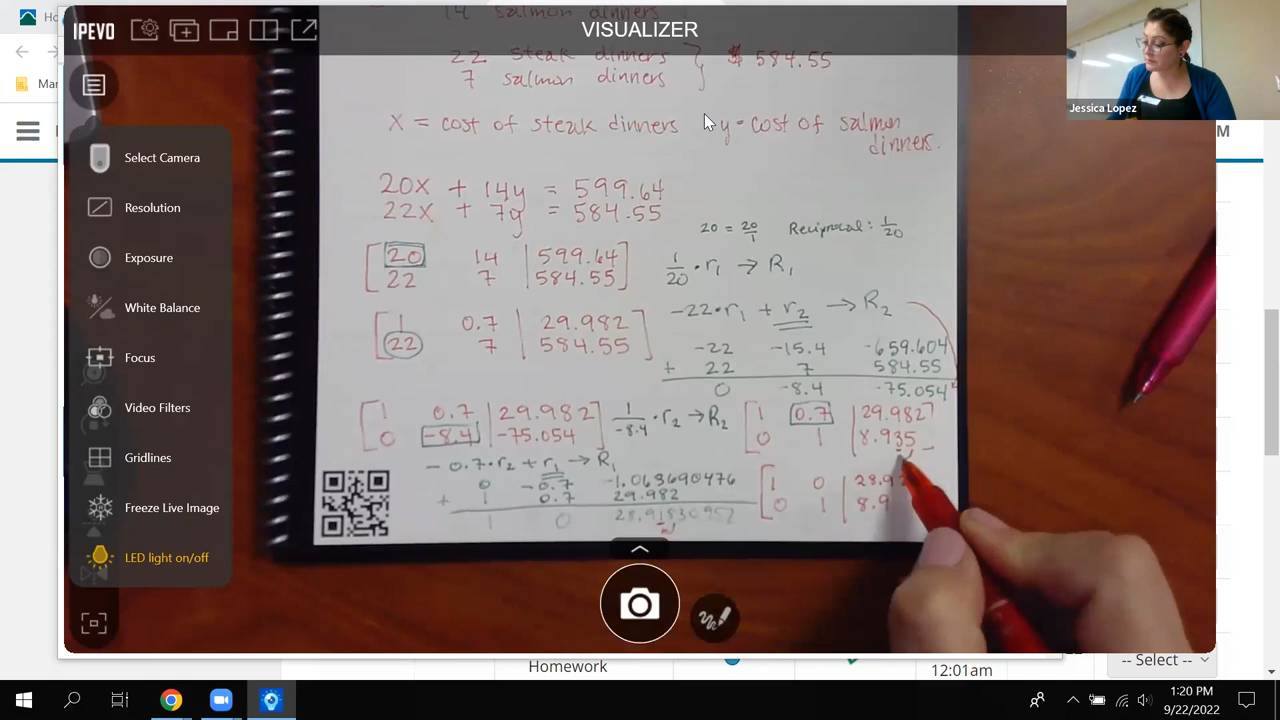 IPEVO
VISUALIZER
Jessica Lopez
14 salmon dinners
22 steak dinners } $584.55
7 salmon dinners
x = cost of steak dinners y = cost of salmon
dinners.
20x + 14y = 599.64
22x + 7y = 584.55
20 = 20/1 Reciprocal: 1/20
[ 20 14 | 599.64 ] 1/20 · r₁ → R₁
22 7 | 584.55
[ 1 0.7 | 29.982 ] -22·r₁ + r₂ → R₂
22 7 | 584.55
-22 -15.4 -659.604
+ 22 7 584.55
0 -8.4 -75.054
[ 1 0.7 | 29.982 ] 1/-8.4 · r₂ → R₂ [ 1 0.7 | 29.982 ]
0 -8.4 | -75.054 0 1 | 8.935
-0.7·r₂ + r₁ → R₁
0 -0.7 -1.063690476
+ 1 0.7 29.982
1 0 28.91830952
[ 1 0 | 28.92
0 1 | 8.9
Select Camera
Resolution
Exposure
White Balance
Focus
Video Filters
Gridlines
Freeze Live Image
LED light on/off
Homework
12:01am
-- Select --
1:20 PM
9/22/2022